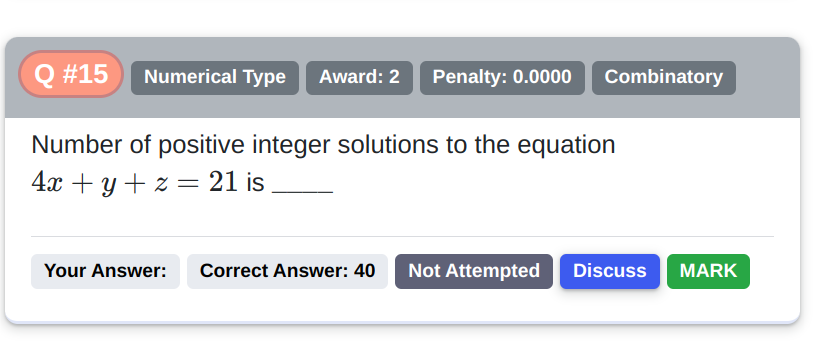 Q #15 Numerical Type Award: 2 Penalty: 0.0000 Combinatory
Number of positive integer solutions to the equation
4x + y + z = 21 is ____
Your Answer: Correct Answer: 40 Not Attempted Discuss MARK